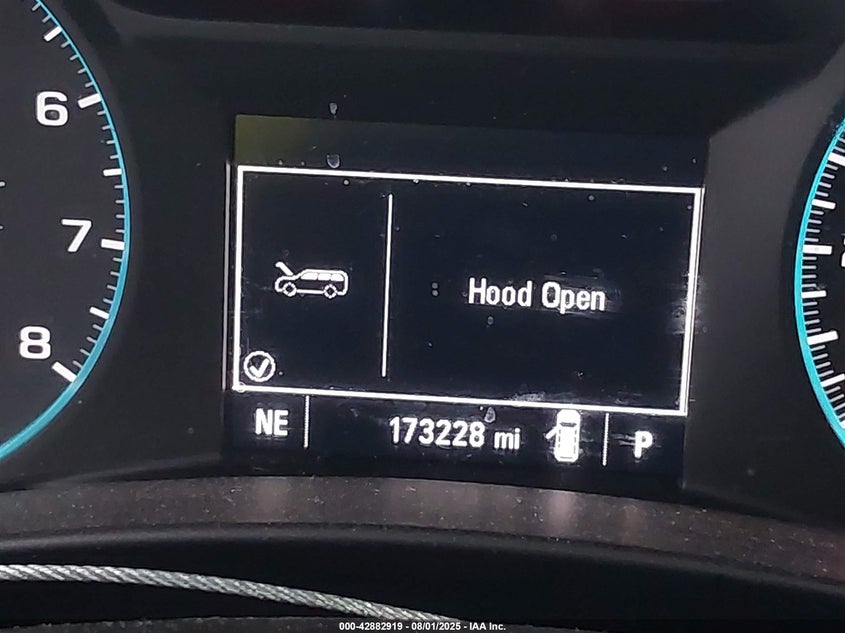 6
7
8
Hood Open
NE 173228 mi P
000-42882919 - 08/01/2025 - IAA Inc.